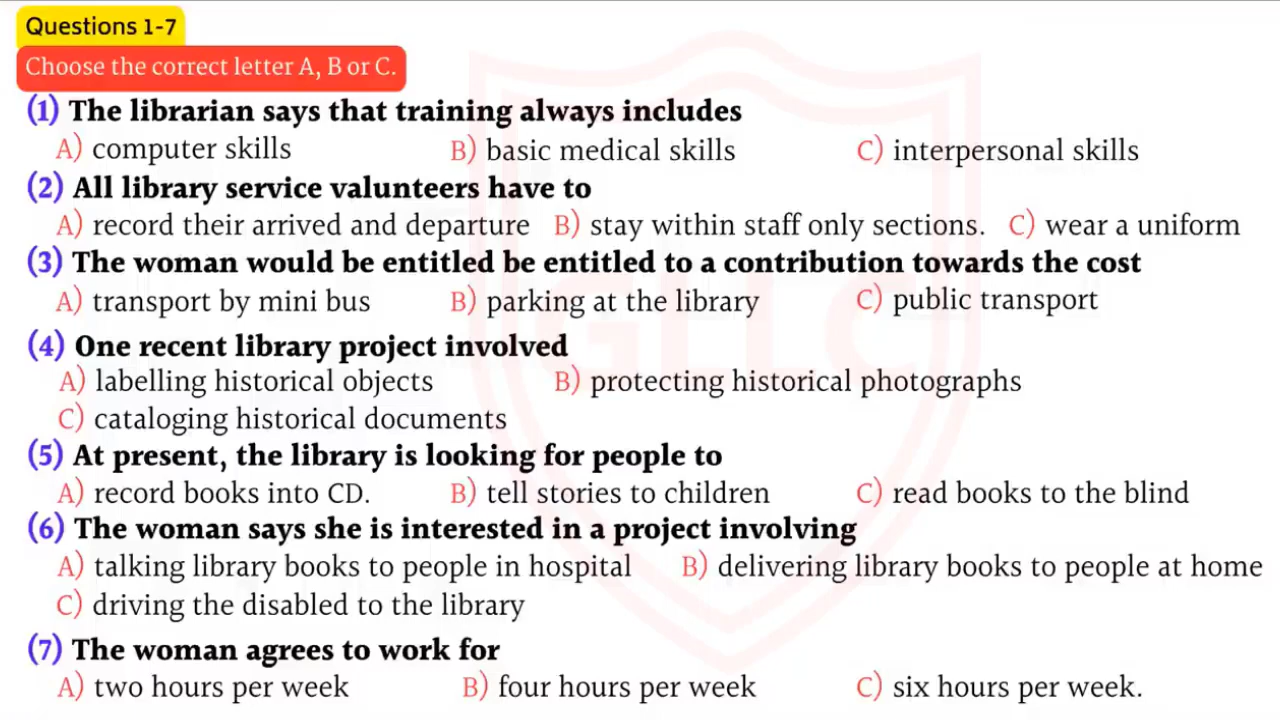 Questions 1-7
Choose the correct letter A, B or C.
(1) The librarian says that training always includes
A) computer skills B) basic medical skills C) interpersonal skills
(2) All library service valunteers have to
A) record their arrived and departure B) stay within staff only sections. C) wear a uniform
(3) The woman would be entitled be entitled to a contribution towards the cost
A) transport by mini bus B) parking at the library C) public transport
(4) One recent library project involved
A) labelling historical objects B) protecting historical photographs
C) cataloging historical documents
(5) At present, the library is looking for people to
A) record books into CD. B) tell stories to children C) read books to the blind
(6) The woman says she is interested in a project involving
A) talking library books to people in hospital B) delivering library books to people at home
C) driving the disabled to the library
(7) The woman agrees to work for
A) two hours per week B) four hours per week C) six hours per week.
GLLC